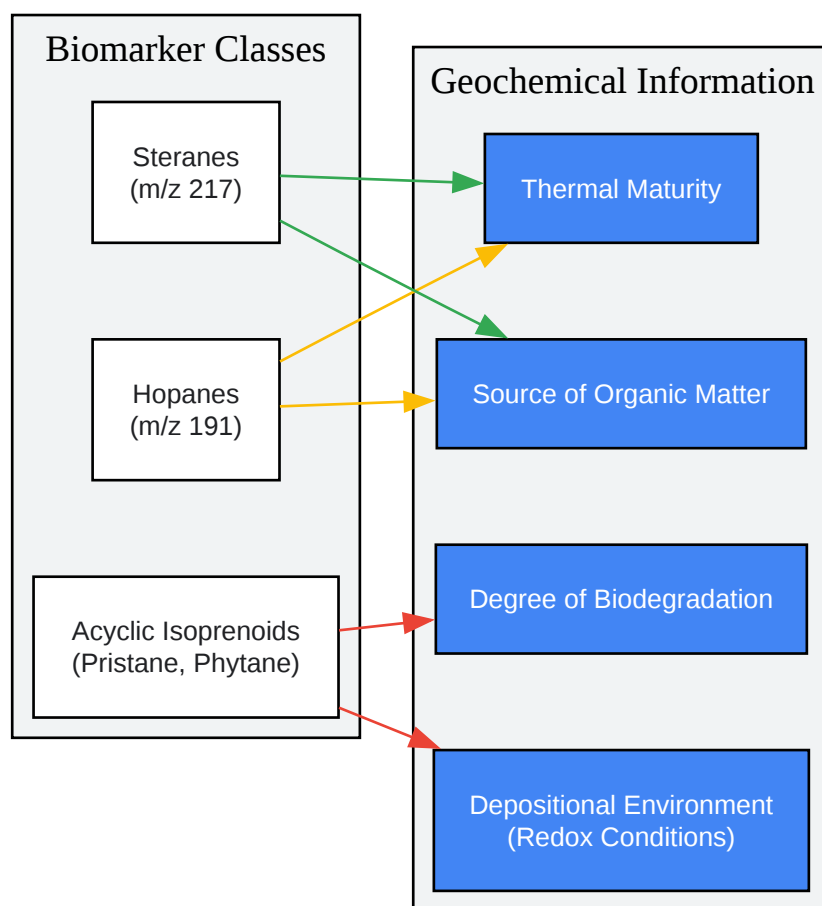 Biomarker Classes
Steranes
(m/z 217)
Hopanes
(m/z 191)
Acyclic Isoprenoids
(Pristane, Phytane)
Geochemical Information
Thermal Maturity
Source of Organic Matter
Degree of Biodegradation
Depositional Environment
(Redox Conditions)